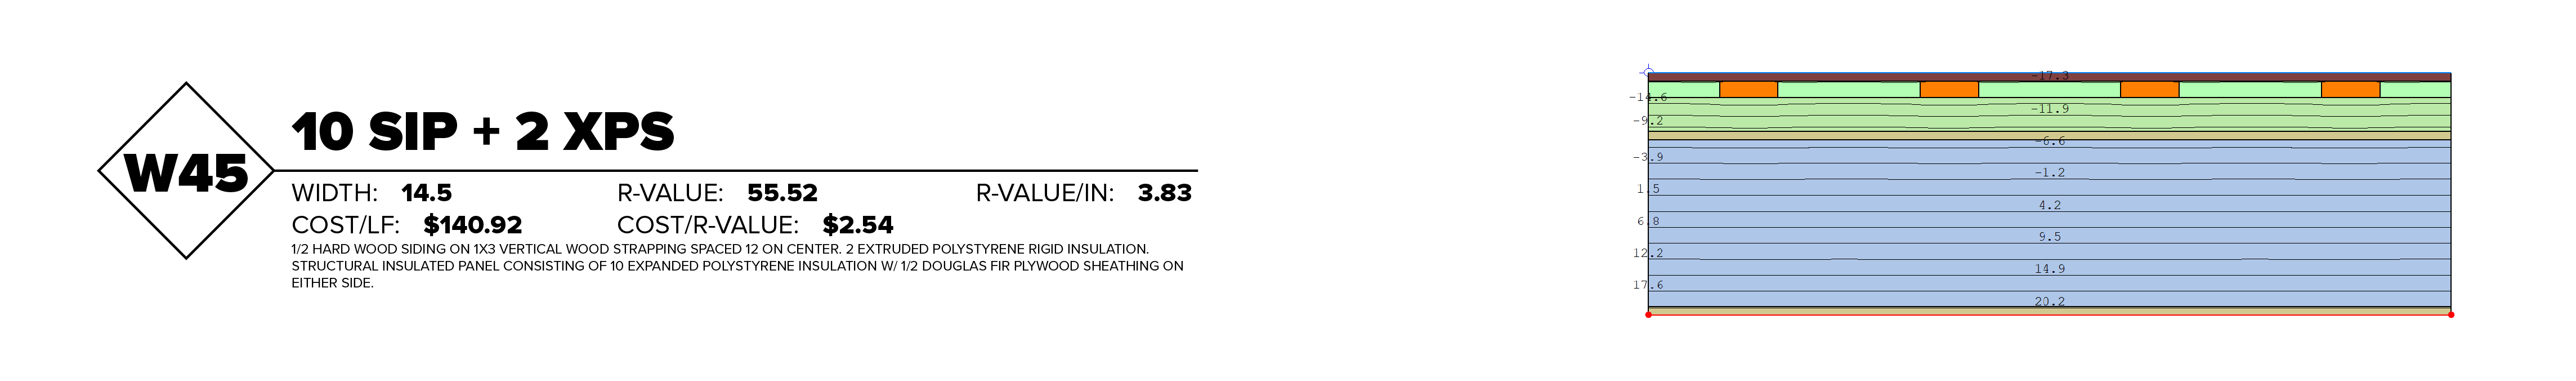 W45
10 SIP + 2 XPS
WIDTH: 14.5 R-VALUE: 55.52 R-VALUE/IN: 3.83
COST/LF: $140.92 COST/R-VALUE: $2.54
1/2 HARD WOOD SIDING ON 1X3 VERTICAL WOOD STRAPPING SPACED 12 ON CENTER. 2 EXTRUDED POLYSTYRENE RIGID INSULATION.
STRUCTURAL INSULATED PANEL CONSISTING OF 10 EXPANDED POLYSTYRENE INSULATION W/ 1/2 DOUGLAS FIR PLYWOOD SHEATHING ON
EITHER SIDE.
-17.3
-14.6
-11.9
-9.2
-6.6
-3.9
-1.2
1.5
4.2
6.8
9.5
12.2
14.9
17.6
20.2